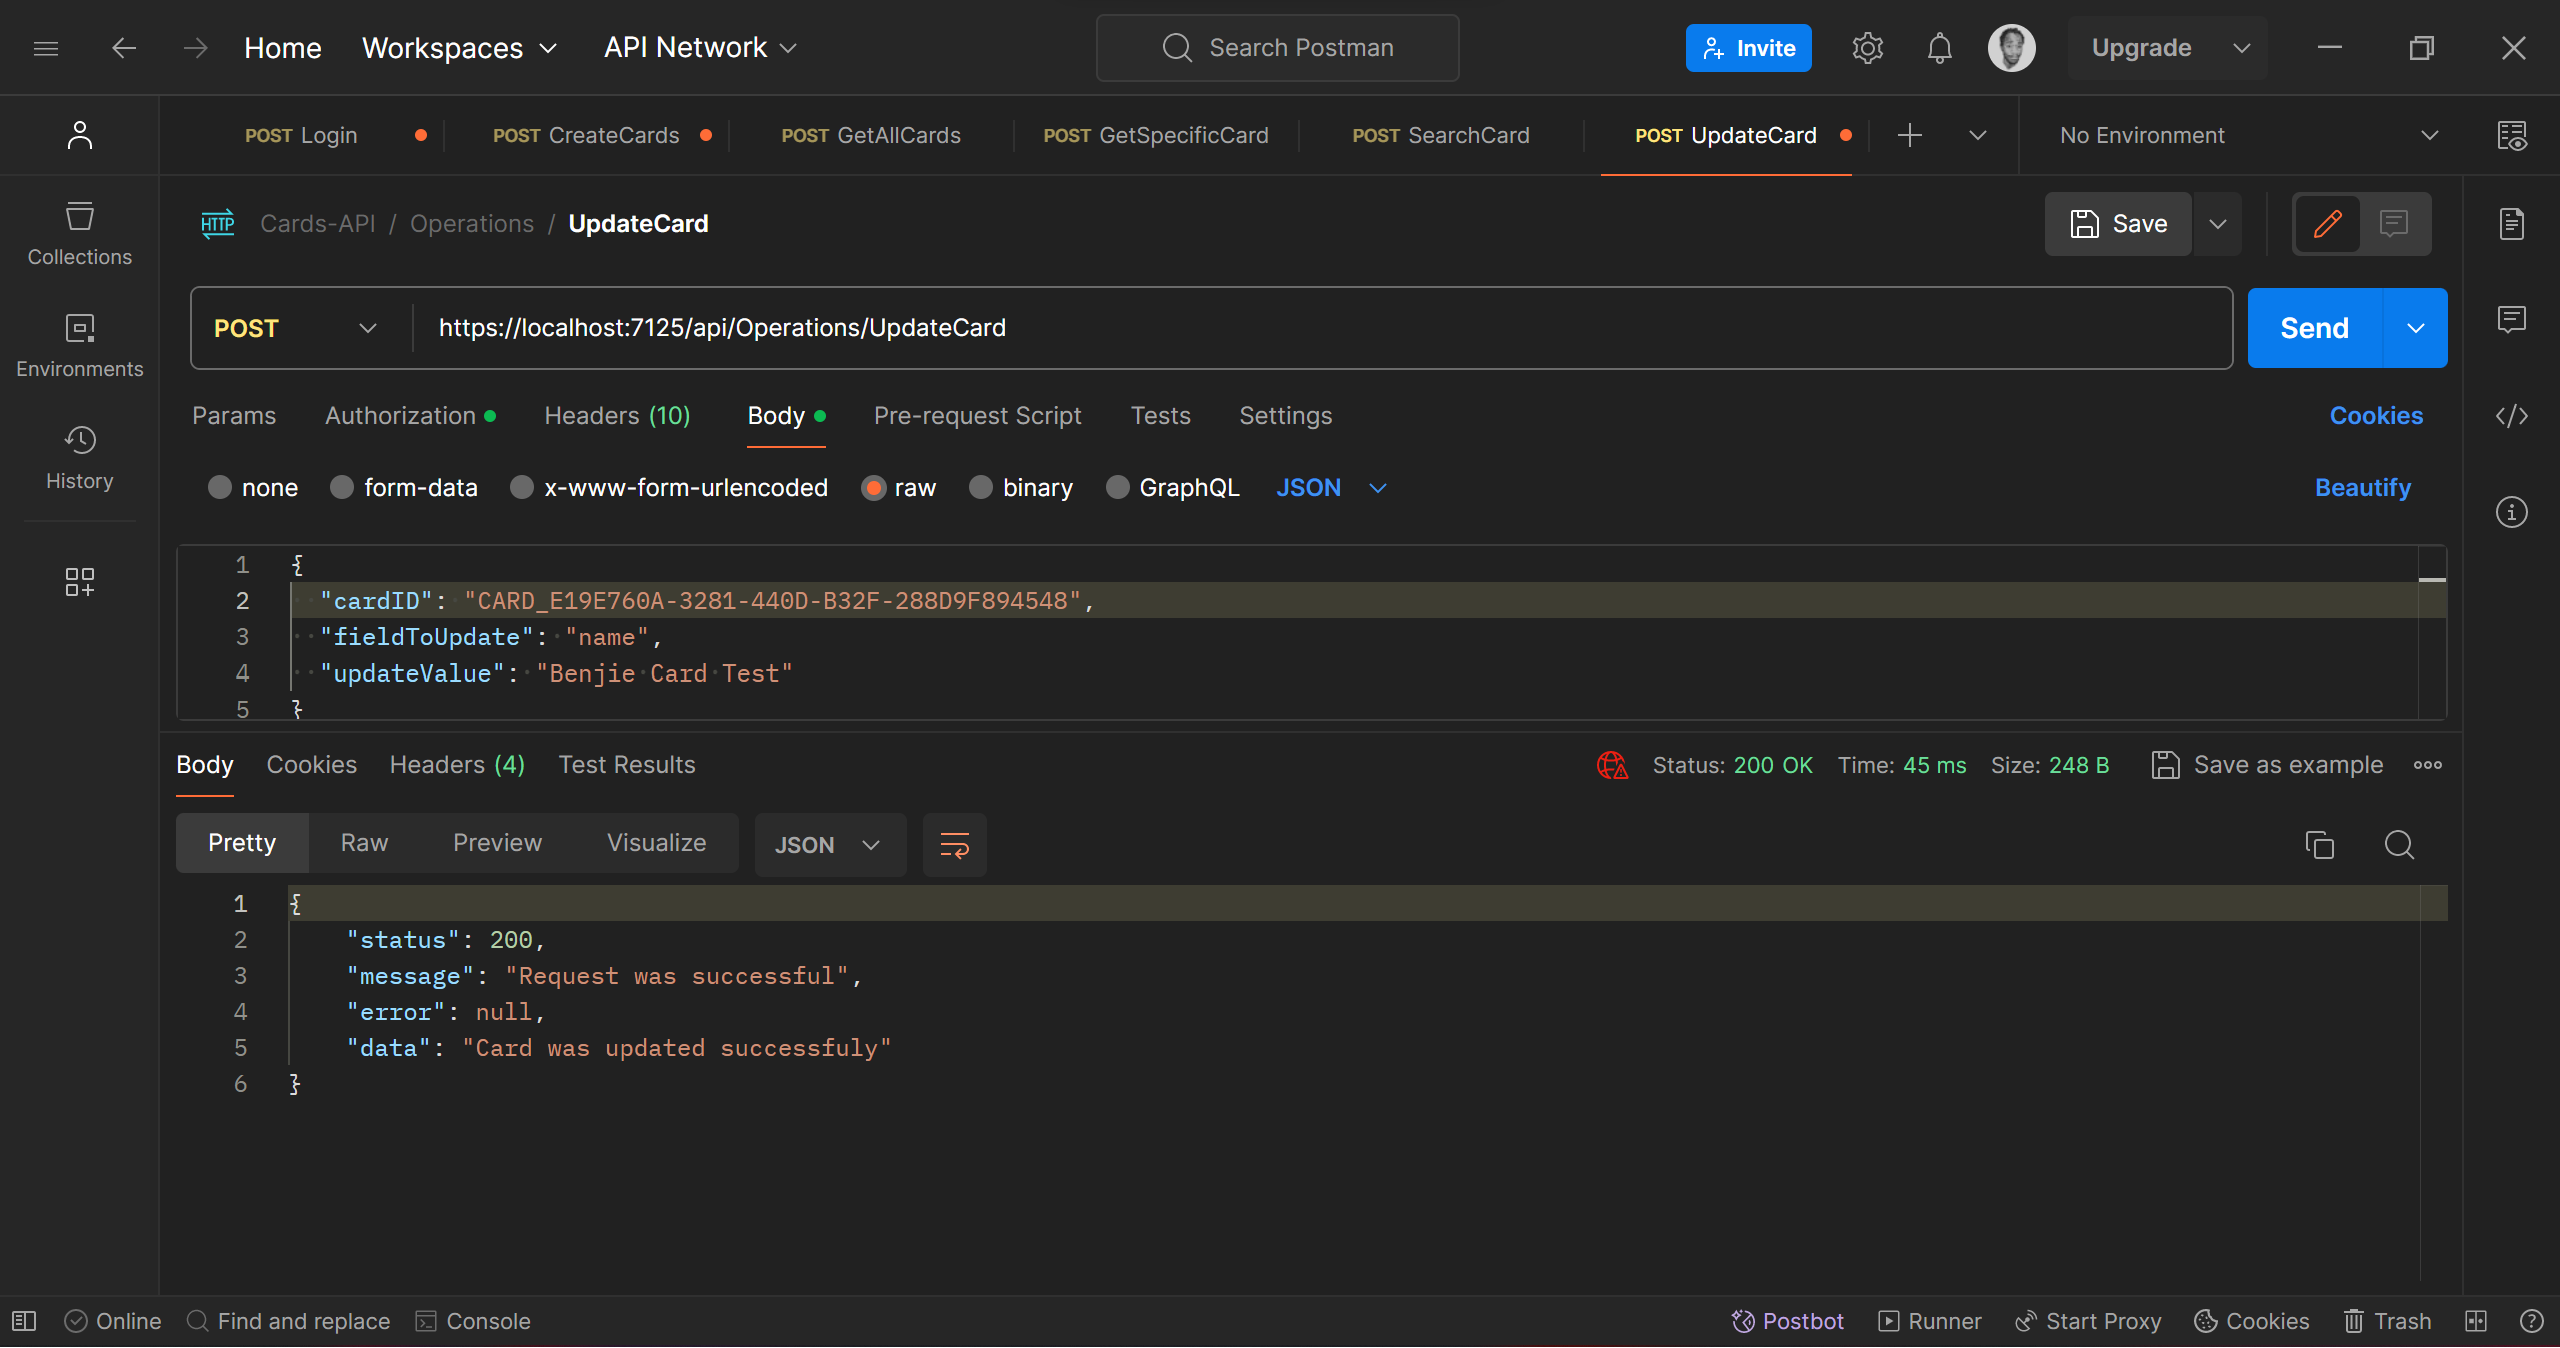 Home Workspaces API Network Search Postman Invite Upgrade
POST Login POST CreateCards POST GetAllCards POST GetSpecificCard POST SearchCard POST UpdateCard No Environment
HTTP Cards-API / Operations / UpdateCard Save
Collections
Environments
History
POST https://localhost:7125/api/Operations/UpdateCard Send
Params Authorization Headers (10) Body Pre-request Script Tests Settings Cookies
none form-data x-www-form-urlencoded raw binary GraphQL JSON Beautify
1 {
2 "cardID": "CARD_E19E760A-3281-440D-B32F-288D9F894548",
3 "fieldToUpdate": "name",
4 "updateValue": "Benjie Card Test"
5 }
Body Cookies Headers (4) Test Results Status: 200 OK Time: 45 ms Size: 248 B Save as example
Pretty Raw Preview Visualize JSON
1 {
2 "status": 200,
3 "message": "Request was successful",
4 "error": null,
5 "data": "Card was updated successfuly"
6 }
Online Find and replace Console Postbot Runner Start Proxy Cookies Trash